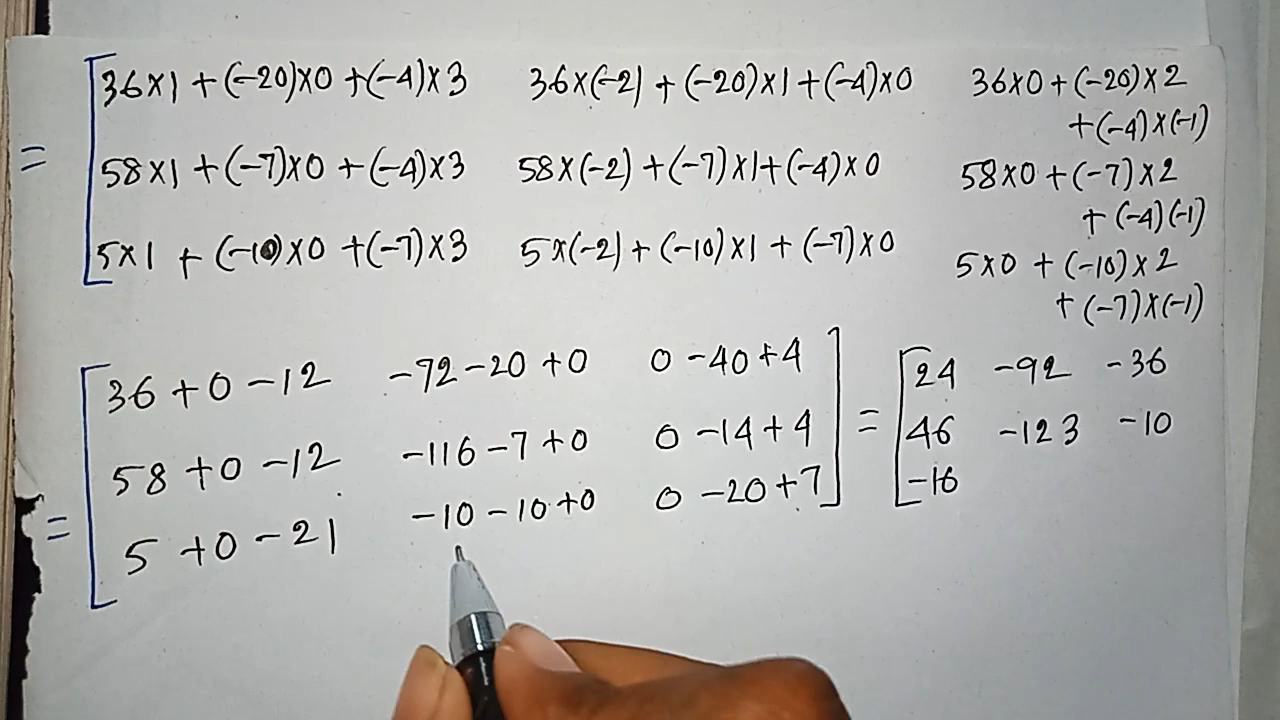 = [36×1 + (-20)×0 + (-4)×3 36×(-2) + (-20)×1 + (-4)×0 36×0 + (-20)×2
+ (-4)×(-1)
58×1 + (-7)×0 + (-4)×3 58×(-2) + (-7)×1 + (-4)×0 58×0 + (-7)×2
+ (-4)(-1)
5×1 + (-10)×0 + (-7)×3 5×(-2) + (-10)×1 + (-7)×0 5×0 + (-10)×2
+ (-7)×(-1)
= [36 + 0 - 12 -72 - 20 + 0 0 - 40 + 4] = [24 -92 -36
58 + 0 - 12 -116 - 7 + 0 0 - 14 + 4 46 -123 -10
5 + 0 - 21 -10 - 10 + 0 0 - 20 + 7 -16